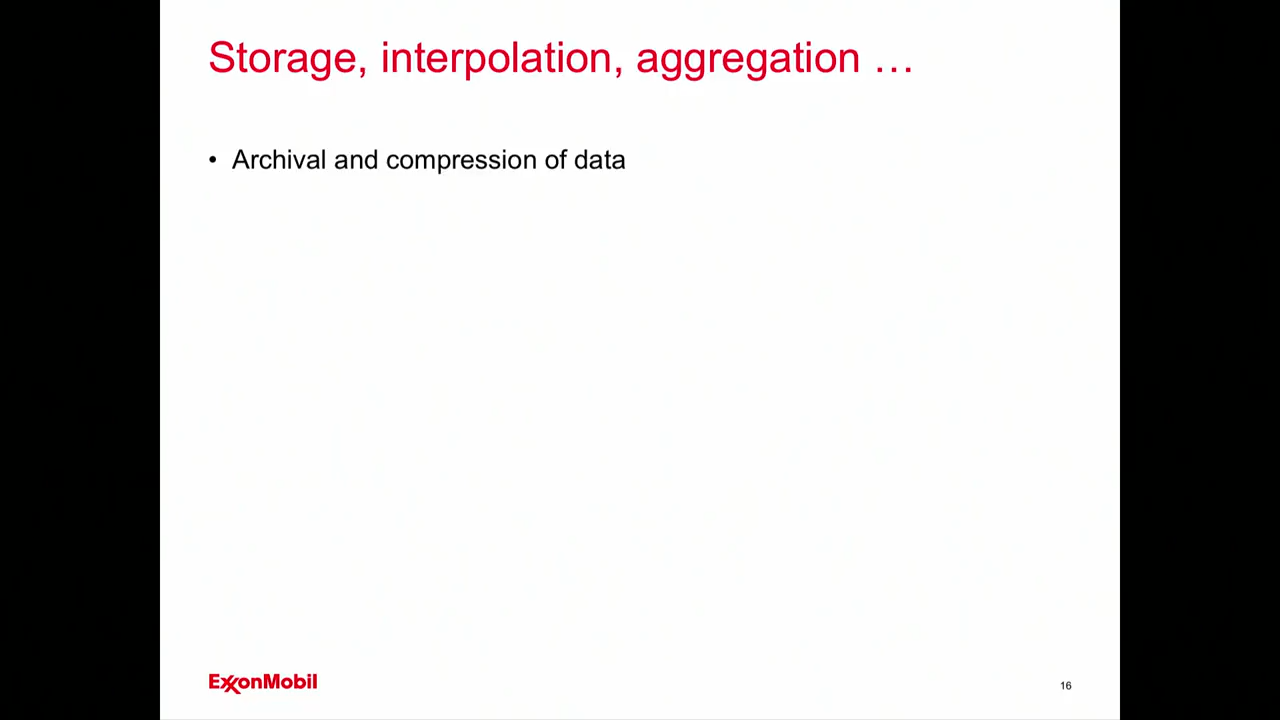 Storage, interpolation, aggregation …
• Archival and compression of data
ExxonMobil
16